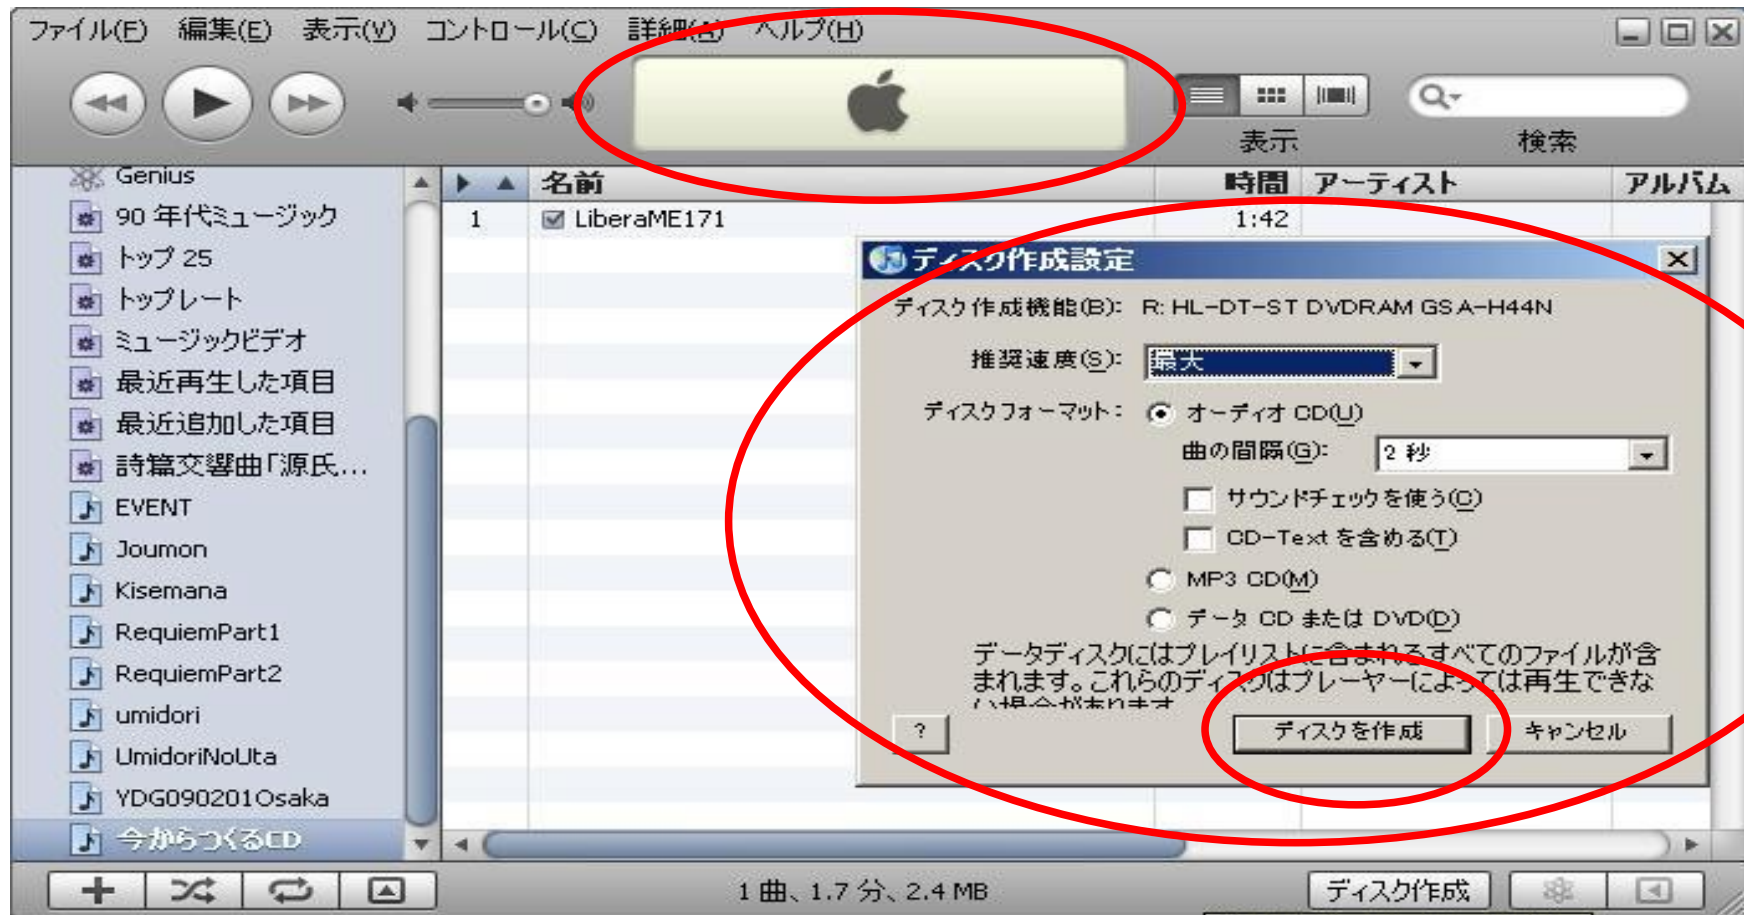 ファイル(F) 編集(E) 表示(V) コントロール(C) 詳細(A) ヘルプ(H)
表示 検索
Genius
90 年代ミュージック
トップ 25
トップレート
ミュージックビデオ
最近再生した項目
最近追加した項目
詩篇交響曲「源氏...
EVENT
Joumon
Kisemana
RequiemPart1
RequiemPart2
umidori
UmidoriNoUta
YDG090201Osaka
今からつくるCD
名前 時間 アーティスト アルバム
1 LiberaME171 1:42
ディスク作成設定
ディスク作成機能(B): R: HL-DT-ST DVDRAM GSA-H44N
推奨速度(S): 最大
ディスクフォーマット: オーディオ CD(U)
曲の間隔(G): 2 秒
サウンドチェックを使う(C)
CD-Text を含める(T)
MP3 CD(M)
データ CD または DVD(D)
データディスクにはプレイリストに含まれるすべてのファイルが含
まれます。これらのディスクはプレーヤーによっては再生できな
い場合があります
? ディスクを作成 キャンセル
1 曲、1.7 分、2.4 MB
ディスク作成